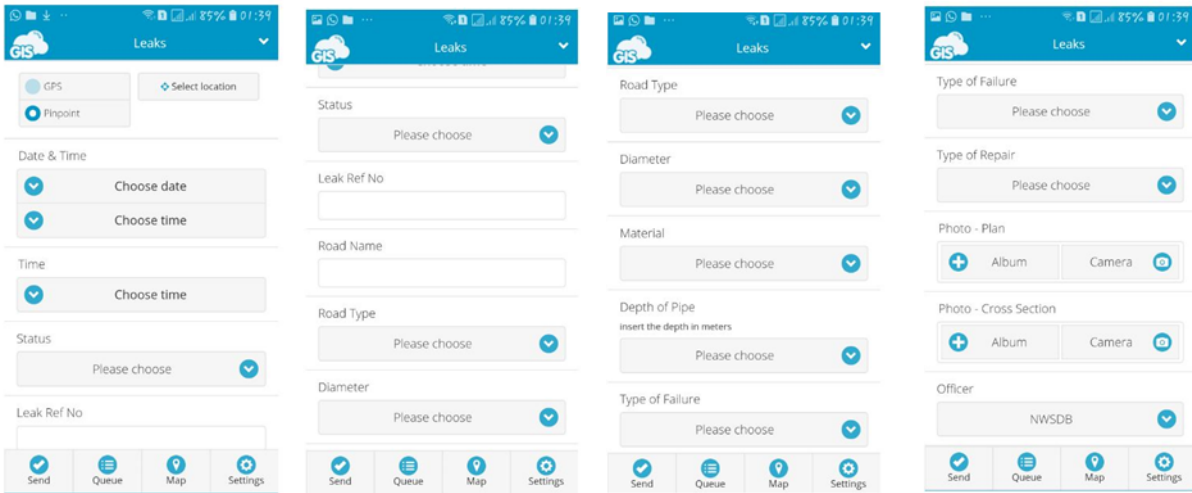 85% 01:39
GIS
Leaks
GPS
Pinpoint
Select location
Date & Time
Choose date
Choose time
Time
Choose time
Status
Please choose
Leak Ref No
Send
Queue
Map
Settings
85% 01:39
GIS
Leaks
Status
Please choose
Leak Ref No
Road Name
Road Type
Please choose
Diameter
Please choose
Send
Queue
Map
Settings
85% 01:39
GIS
Leaks
Road Type
Please choose
Diameter
Please choose
Material
Please choose
Depth of Pipe
insert the depth in meters
Please choose
Type of Failure
Please choose
Send
Queue
Map
Settings
85% 01:39
GIS
Leaks
Type of Failure
Please choose
Type of Repair
Please choose
Photo - Plan
Album
Camera
Photo - Cross Section
Album
Camera
Officer
NWSDB
Send
Queue
Map
Settings